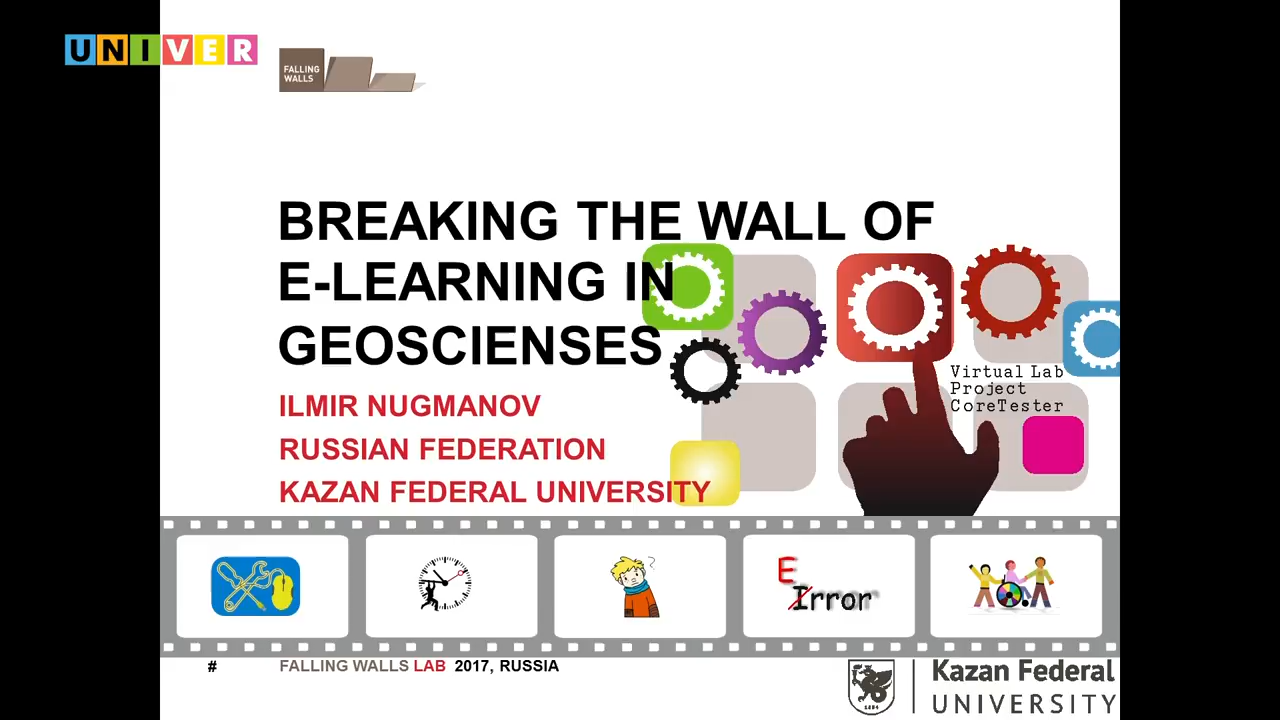 UNIVER
FALLING
WALLS
BREAKING THE WALL OF
E-LEARNING IN
GEOSCIENSES
ILMIR NUGMANOV
RUSSIAN FEDERATION
KAZAN FEDERAL UNIVERSITY
Virtual Lab
Project
CoreTester
E
Irror
# FALLING WALLS LAB 2017, RUSSIA
1804
Kazan Federal
UNIVERSITY